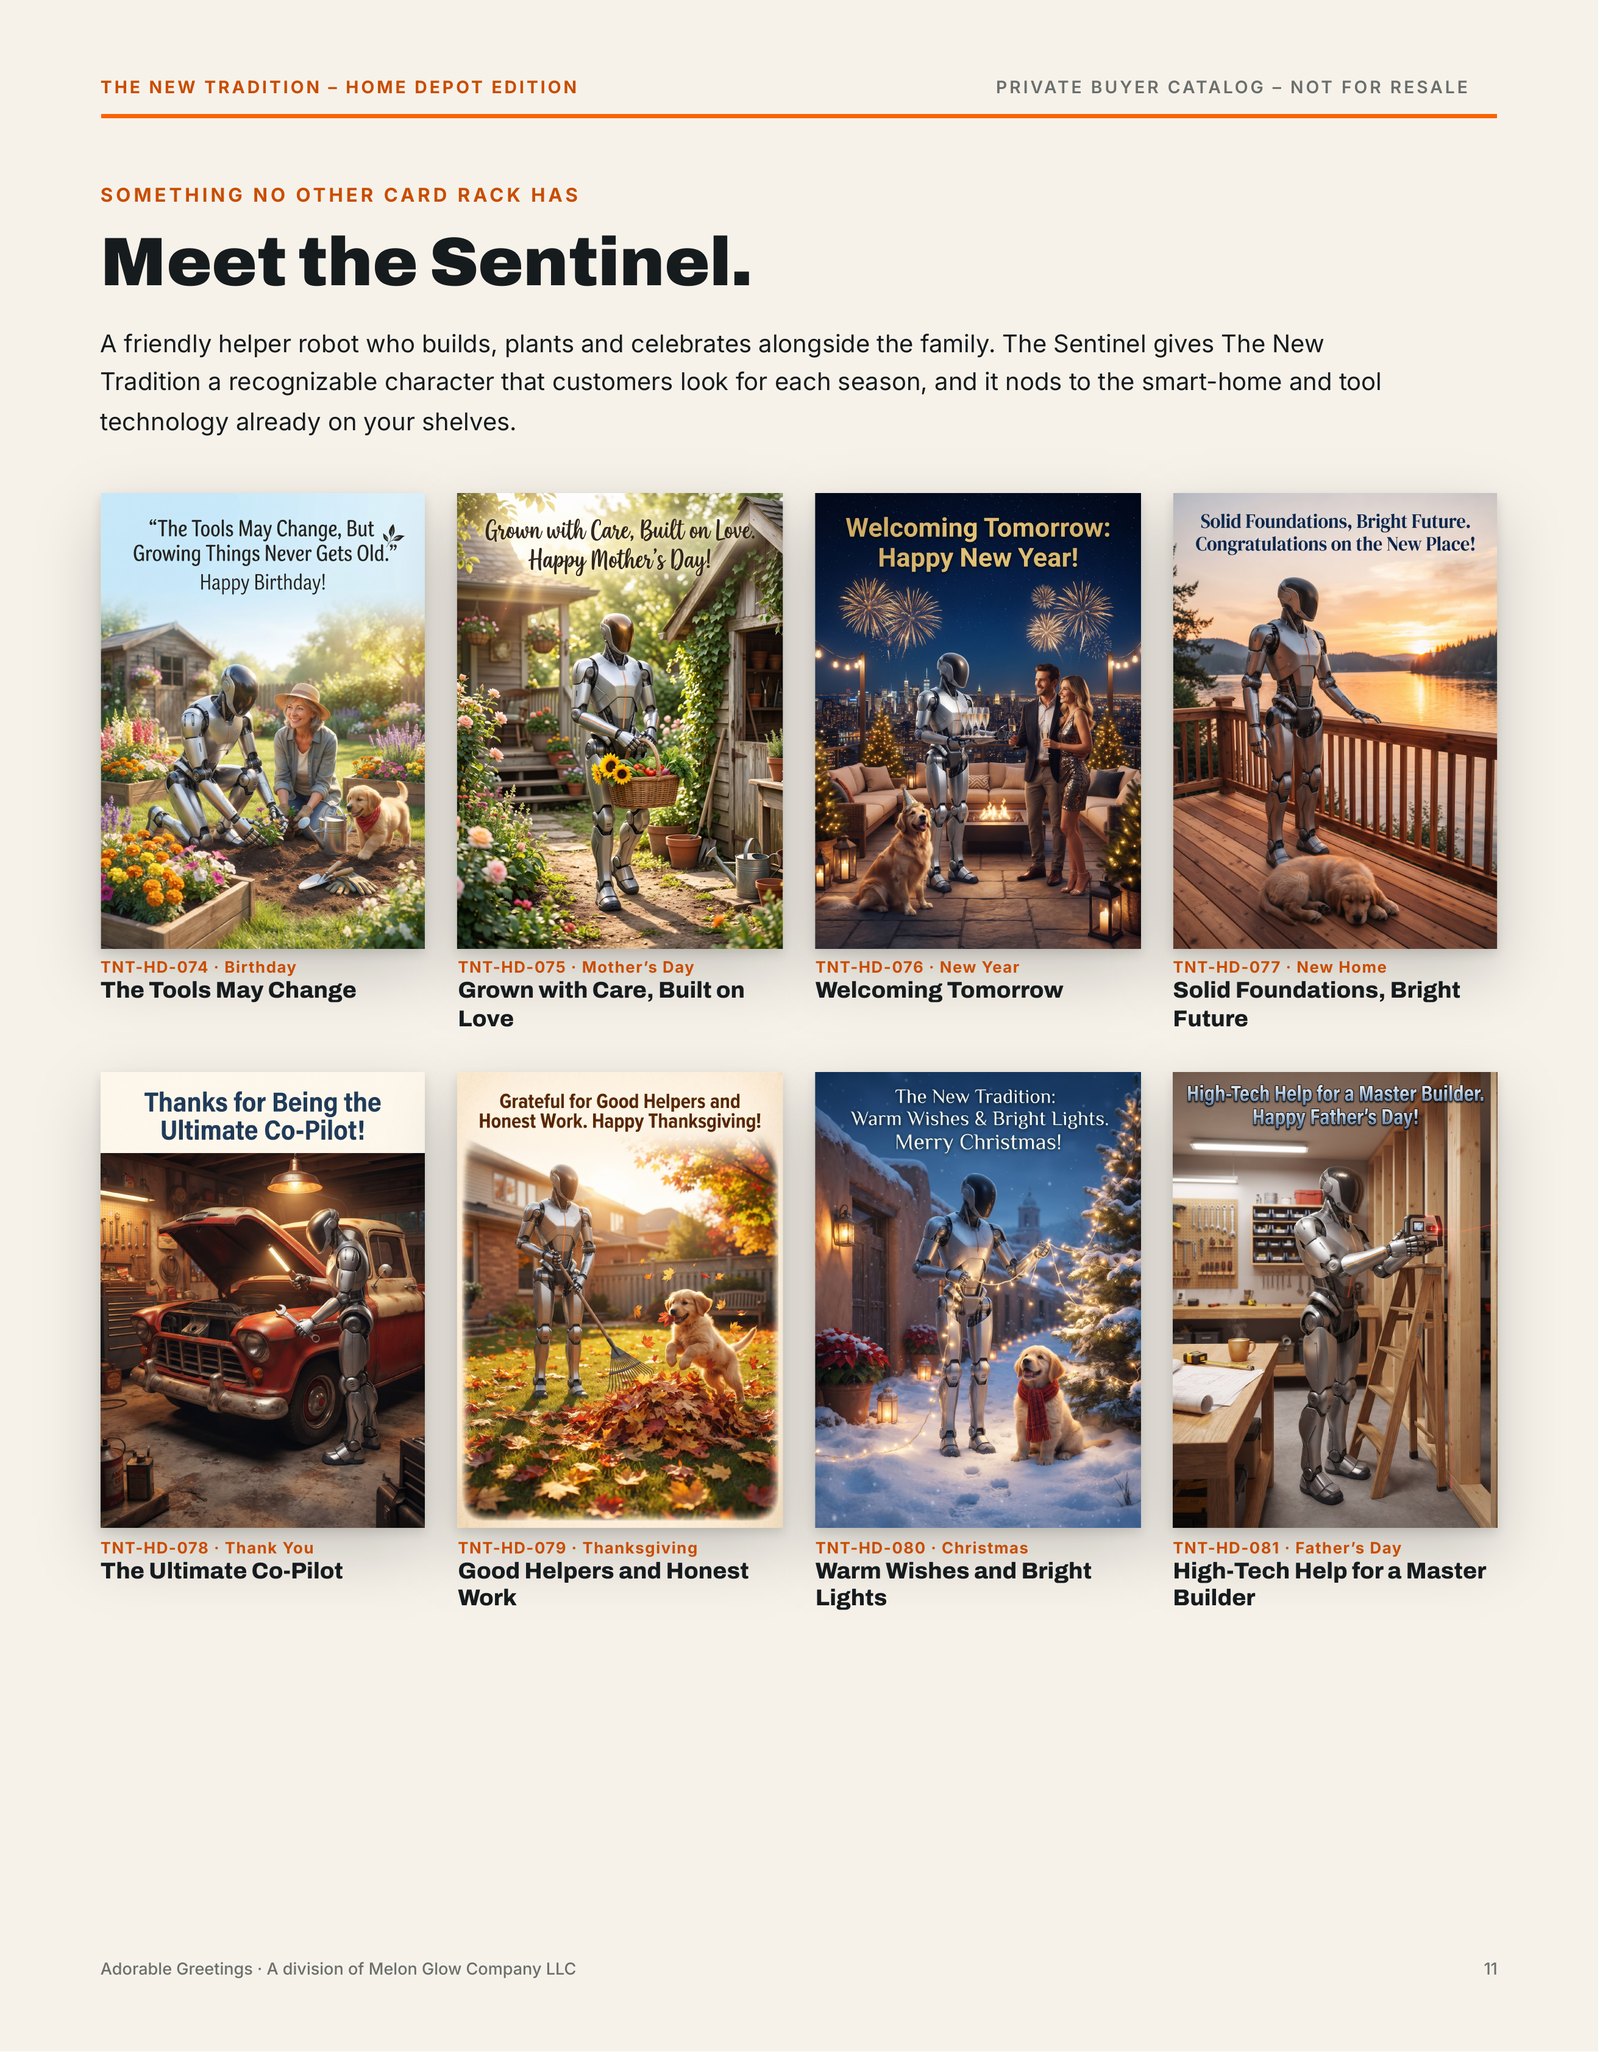 THE NEW TRADITION – HOME DEPOT EDITION
PRIVATE BUYER CATALOG – NOT FOR RESALE
SOMETHING NO OTHER CARD RACK HAS
Meet the Sentinel.
A friendly helper robot who builds, plants and celebrates alongside the family. The Sentinel gives The New
Tradition a recognizable character that customers look for each season, and it nods to the smart-home and tool
technology already on your shelves.
“The Tools May Change, But
Growing Things Never Gets Old.”
Happy Birthday!
TNT-HD-074 · Birthday
The Tools May Change
Grown with Care, Built on Love.
Happy Mother’s Day!
TNT-HD-075 · Mother’s Day
Grown with Care, Built on
Love
Welcoming Tomorrow:
Happy New Year!
TNT-HD-076 · New Year
Welcoming Tomorrow
Solid Foundations, Bright Future.
Congratulations on the New Place!
TNT-HD-077 · New Home
Solid Foundations, Bright
Future
Thanks for Being the
Ultimate Co-Pilot!
TNT-HD-078 · Thank You
The Ultimate Co-Pilot
Grateful for Good Helpers and
Honest Work. Happy Thanksgiving!
TNT-HD-079 · Thanksgiving
Good Helpers and Honest
Work
The New Tradition:
Warm Wishes & Bright Lights.
Merry Christmas!
TNT-HD-080 · Christmas
Warm Wishes and Bright
Lights
High-Tech Help for a Master Builder.
Happy Father’s Day!
TNT-HD-081 · Father’s Day
High-Tech Help for a Master
Builder
Adorable Greetings · A division of Melon Glow Company LLC
11